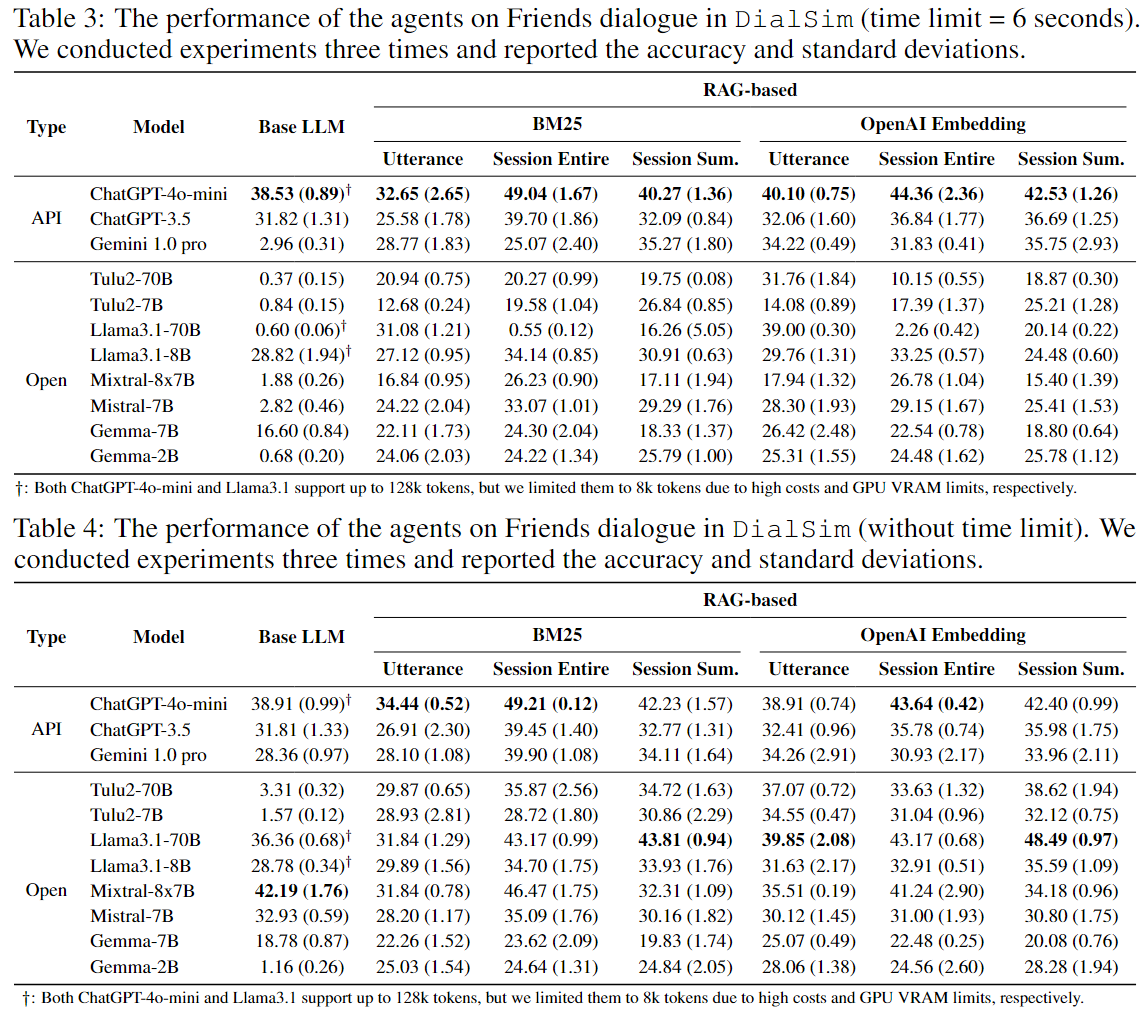 Table 3: The performance of the agents on Friends dialogue in DialSim (time limit = 6 seconds).
We conducted experiments three times and reported the accuracy and standard deviations.
RAG-based
Type Model Base LLM BM25 OpenAI Embedding
Utterance Session Entire Session Sum. Utterance Session Entire Session Sum.
ChatGPT-4o-mini 38.53 (0.89)† 32.65 (2.65) 49.04 (1.67) 40.27 (1.36) 40.10 (0.75) 44.36 (2.36) 42.53 (1.26)
API ChatGPT-3.5 31.82 (1.31) 25.58 (1.78) 39.70 (1.86) 32.09 (0.84) 32.06 (1.60) 36.84 (1.77) 36.69 (1.25)
Gemini 1.0 pro 2.96 (0.31) 28.77 (1.83) 25.07 (2.40) 35.27 (1.80) 34.22 (0.49) 31.83 (0.41) 35.75 (2.93)
Tulu2-70B 0.37 (0.15) 20.94 (0.75) 20.27 (0.99) 19.75 (0.08) 31.76 (1.84) 10.15 (0.55) 18.87 (0.30)
Tulu2-7B 0.84 (0.15) 12.68 (0.24) 19.58 (1.04) 26.84 (0.85) 14.08 (0.89) 17.39 (1.37) 25.21 (1.28)
Llama3.1-70B 0.60 (0.06)† 31.08 (1.21) 0.55 (0.12) 16.26 (5.05) 39.00 (0.30) 2.26 (0.42) 20.14 (0.22)
Llama3.1-8B 28.82 (1.94)† 27.12 (0.95) 34.14 (0.85) 30.91 (0.63) 29.76 (1.31) 33.25 (0.57) 24.48 (0.60)
Open Mixtral-8x7B 1.88 (0.26) 16.84 (0.95) 26.23 (0.90) 17.11 (1.94) 17.94 (1.32) 26.78 (1.04) 15.40 (1.39)
Mistral-7B 2.82 (0.46) 24.22 (2.04) 33.07 (1.01) 29.29 (1.76) 28.30 (1.93) 29.15 (1.67) 25.41 (1.53)
Gemma-7B 16.60 (0.84) 22.11 (1.73) 24.30 (2.04) 18.33 (1.37) 26.42 (2.48) 22.54 (0.78) 18.80 (0.64)
Gemma-2B 0.68 (0.20) 24.06 (2.03) 24.22 (1.34) 25.79 (1.00) 25.31 (1.55) 24.48 (1.62) 25.78 (1.12)
†: Both ChatGPT-4o-mini and Llama3.1 support up to 128k tokens, but we limited them to 8k tokens due to high costs and GPU VRAM limits, respectively.
Table 4: The performance of the agents on Friends dialogue in DialSim (without time limit). We
conducted experiments three times and reported the accuracy and standard deviations.
RAG-based
Type Model Base LLM BM25 OpenAI Embedding
Utterance Session Entire Session Sum. Utterance Session Entire Session Sum.
ChatGPT-4o-mini 38.91 (0.99)† 34.44 (0.52) 49.21 (0.12) 42.23 (1.57) 38.91 (0.74) 43.64 (0.42) 42.40 (0.99)
API ChatGPT-3.5 31.81 (1.33) 26.91 (2.30) 39.45 (1.40) 32.77 (1.31) 32.41 (0.96) 35.78 (0.74) 35.98 (1.75)
Gemini 1.0 pro 28.36 (0.97) 28.10 (1.08) 39.90 (1.08) 34.11 (1.64) 34.26 (2.91) 30.93 (2.17) 33.96 (2.11)
Tulu2-70B 3.31 (0.32) 29.87 (0.65) 35.87 (2.56) 34.72 (1.63) 37.07 (0.72) 33.63 (1.32) 38.62 (1.94)
Tulu2-7B 1.57 (0.12) 28.93 (2.81) 28.72 (1.80) 30.86 (2.29) 34.55 (0.47) 31.04 (0.96) 32.12 (0.75)
Llama3.1-70B 36.36 (0.68)† 31.84 (1.29) 43.17 (0.99) 43.81 (0.94) 39.85 (2.08) 43.17 (0.68) 48.49 (0.97)
Llama3.1-8B 28.78 (0.34)† 29.89 (1.56) 34.70 (1.75) 33.93 (1.76) 31.63 (2.17) 32.91 (0.51) 35.59 (1.09)
Open Mixtral-8x7B 42.19 (1.76) 31.84 (0.78) 46.47 (1.75) 32.31 (1.09) 35.51 (0.19) 41.24 (2.90) 34.18 (0.96)
Mistral-7B 32.93 (0.59) 28.20 (1.17) 35.09 (1.76) 30.16 (1.82) 30.12 (1.45) 31.00 (1.93) 30.80 (1.75)
Gemma-7B 18.78 (0.87) 22.26 (1.52) 23.62 (2.09) 19.83 (1.74) 25.07 (0.49) 22.48 (0.25) 20.08 (0.76)
Gemma-2B 1.16 (0.26) 25.03 (1.54) 24.64 (1.31) 24.84 (2.05) 28.06 (1.38) 24.56 (2.60) 28.28 (1.94)
†: Both ChatGPT-4o-mini and Llama3.1 support up to 128k tokens, but we limited them to 8k tokens due to high costs and GPU VRAM limits, respectively.